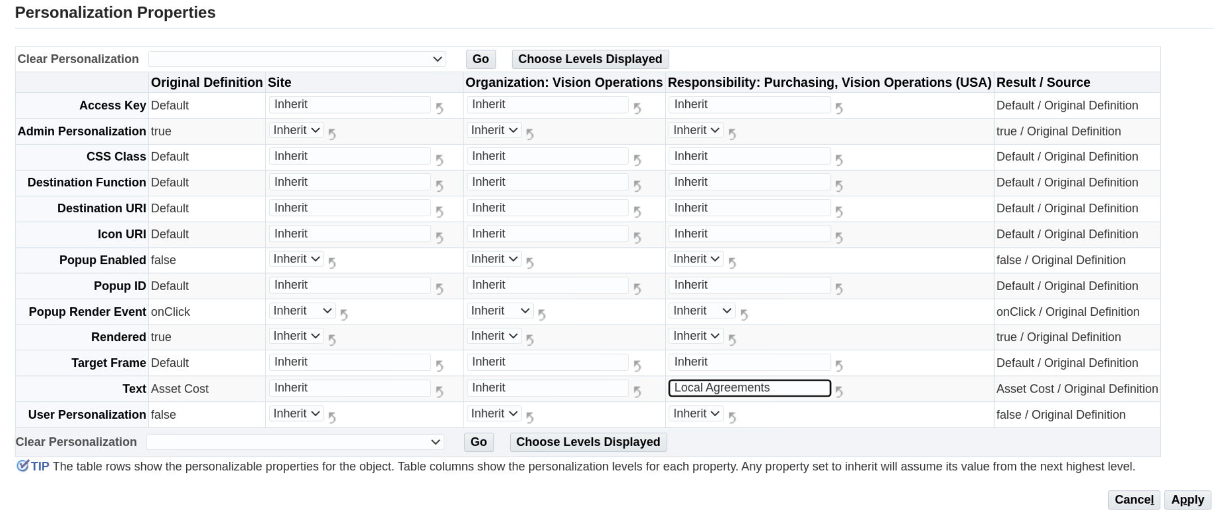 Personalization Properties
Clear Personalization Go Choose Levels Displayed
Original Definition Site Organization: Vision Operations Responsibility: Purchasing, Vision Operations (USA) Result / Source
Access Key Default Inherit Inherit Inherit Default / Original Definition
Admin Personalization true Inherit Inherit Inherit true / Original Definition
CSS Class Default Inherit Inherit Inherit Default / Original Definition
Destination Function Default Inherit Inherit Inherit Default / Original Definition
Destination URI Default Inherit Inherit Inherit Default / Original Definition
Icon URI Default Inherit Inherit Inherit Default / Original Definition
Popup Enabled false Inherit Inherit Inherit false / Original Definition
Popup ID Default Inherit Inherit Inherit Default / Original Definition
Popup Render Event onClick Inherit Inherit Inherit onClick / Original Definition
Rendered true Inherit Inherit Inherit true / Original Definition
Target Frame Default Inherit Inherit Inherit Default / Original Definition
Text Asset Cost Inherit Inherit Local Agreements Asset Cost / Original Definition
User Personalization false Inherit Inherit Inherit false / Original Definition
Clear Personalization Go Choose Levels Displayed
TIP The table rows show the personalizable properties for the object. Table columns show the personalization levels for each property. Any property set to inherit will assume its value from the next highest level.
Cancel Apply